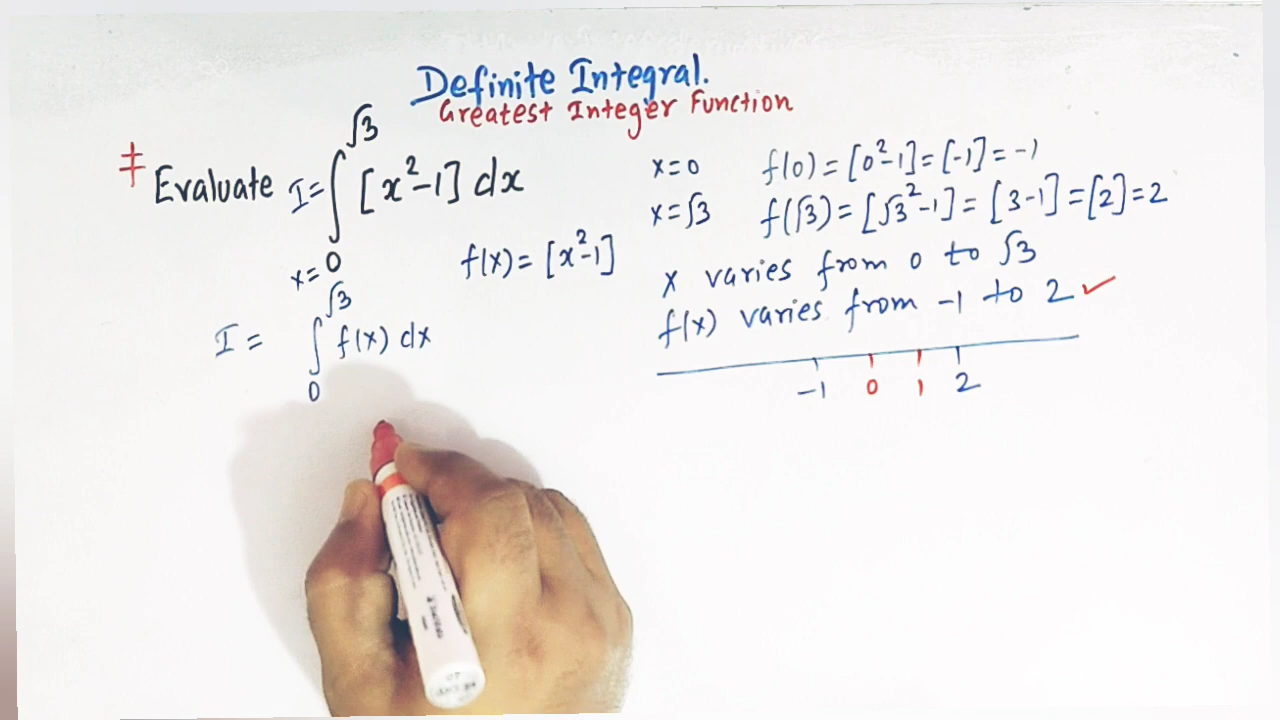 Definite Integral.
Greatest Integer Function
‡ Evaluate I = ∫₀^√3 [x²-1] dx
x=
f(x) = [x²-1]
I = ∫₀^√3 f(x) dx
x=0 f(0) = [0²-1] = [-1] = -1
x=√3 f(√3) = [√3²-1] = [3-1] = [2] = 2
x varies from 0 to √3
f(x) varies from -1 to 2 ✓
-1 0 1 2